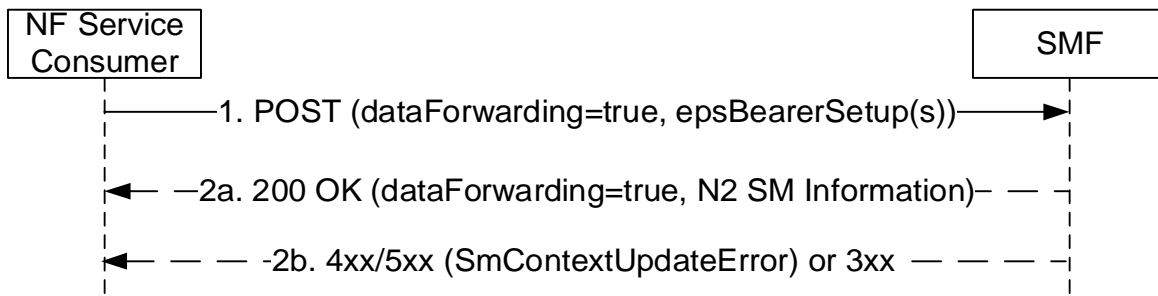 NF Service
Consumer
SMF
1. POST (dataForwarding=true, epsBearerSetup(s))
2a. 200 OK (dataForwarding=true, N2 SM Information)
2b. 4xx/5xx (SmContextUpdateError) or 3xx